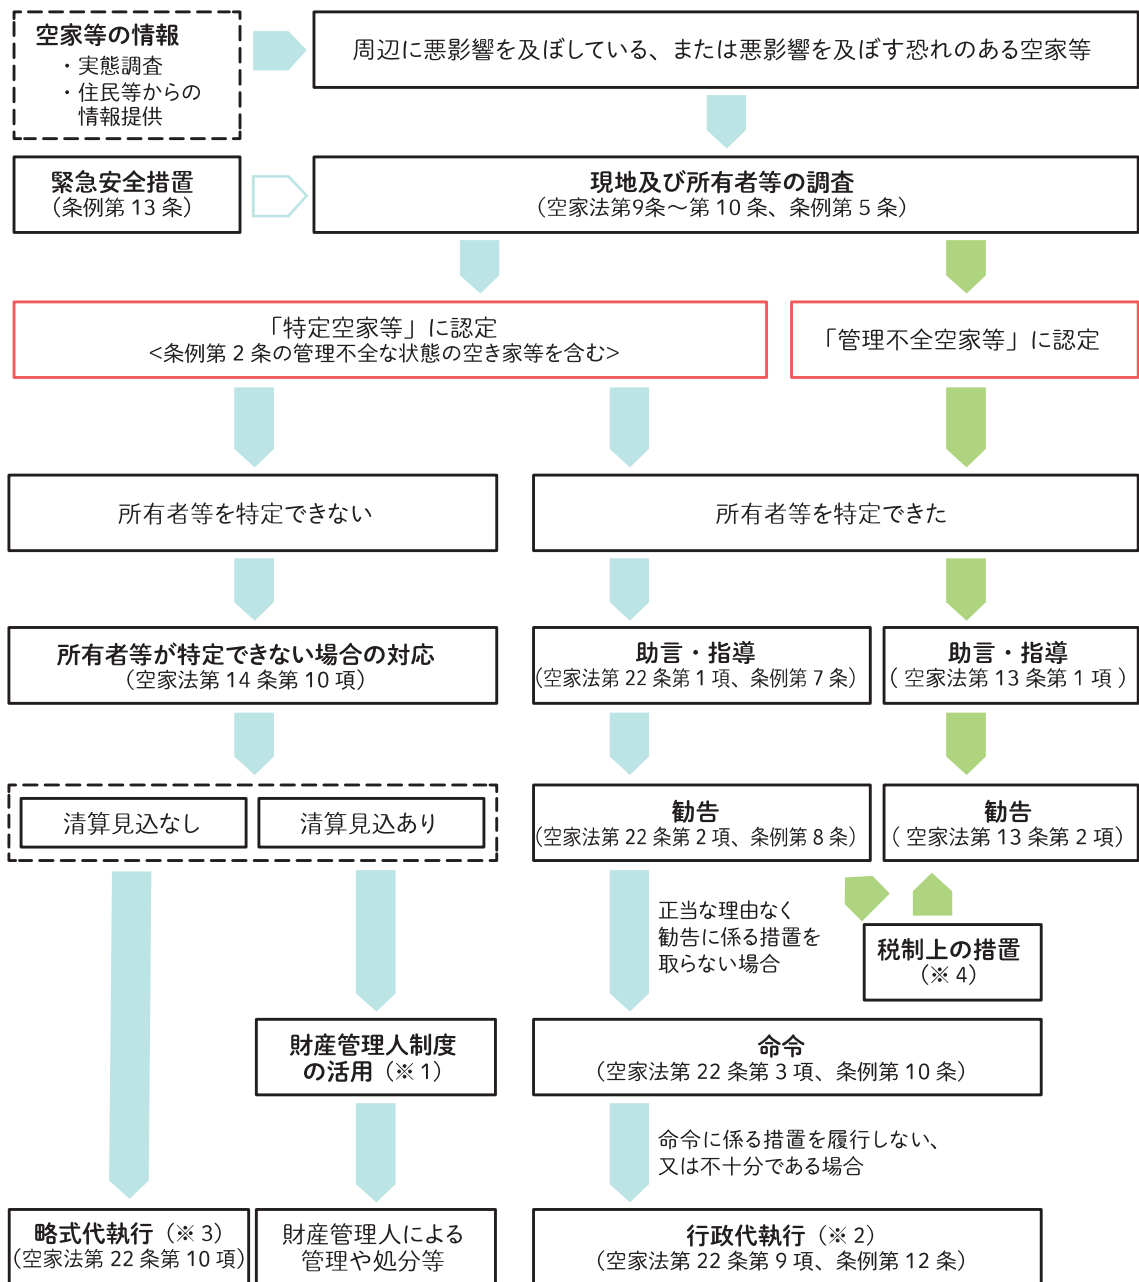 空家等の情報
・実態調査
・住民等からの
情報提供
周辺に悪影響を及ぼしている、または悪影響を及ぼす恐れのある空家等
緊急安全措置
（条例第 13 条）
現地及び所有者等の調査
（空家法第9条〜第 10 条、条例第 5 条）
「特定空家等」に認定
<条例第 2 条の管理不全な状態の空き家等を含む>
「管理不全空家等」に認定
所有者等を特定できない
所有者等を特定できた
所有者等が特定できない場合の対応
（空家法第 14 条第 10 項）
助言・指導
（空家法第 22 条第 1 項、条例第 7 条）
助言・指導
（ 空家法第 13 条第 1 項 ）
清算見込なし
清算見込あり
勧告
（空家法第 22 条第 2 項、条例第 8 条）
勧告
（ 空家法第 13 条第 2 項）
正当な理由なく
勧告に係る措置を
取らない場合
税制上の措置
（※ 4）
財産管理人制度
の活用（※ 1）
命令
（空家法第 22 条第 3 項、条例第 10 条）
命令に係る措置を履行しない、
又は不十分である場合
略式代執行（※ 3）
（空家法第 22 条第 10 項）
財産管理人による
管理や処分等
行政代執行（※ 2）
（空家法第 22 条第 9 項、条例第 12 条）